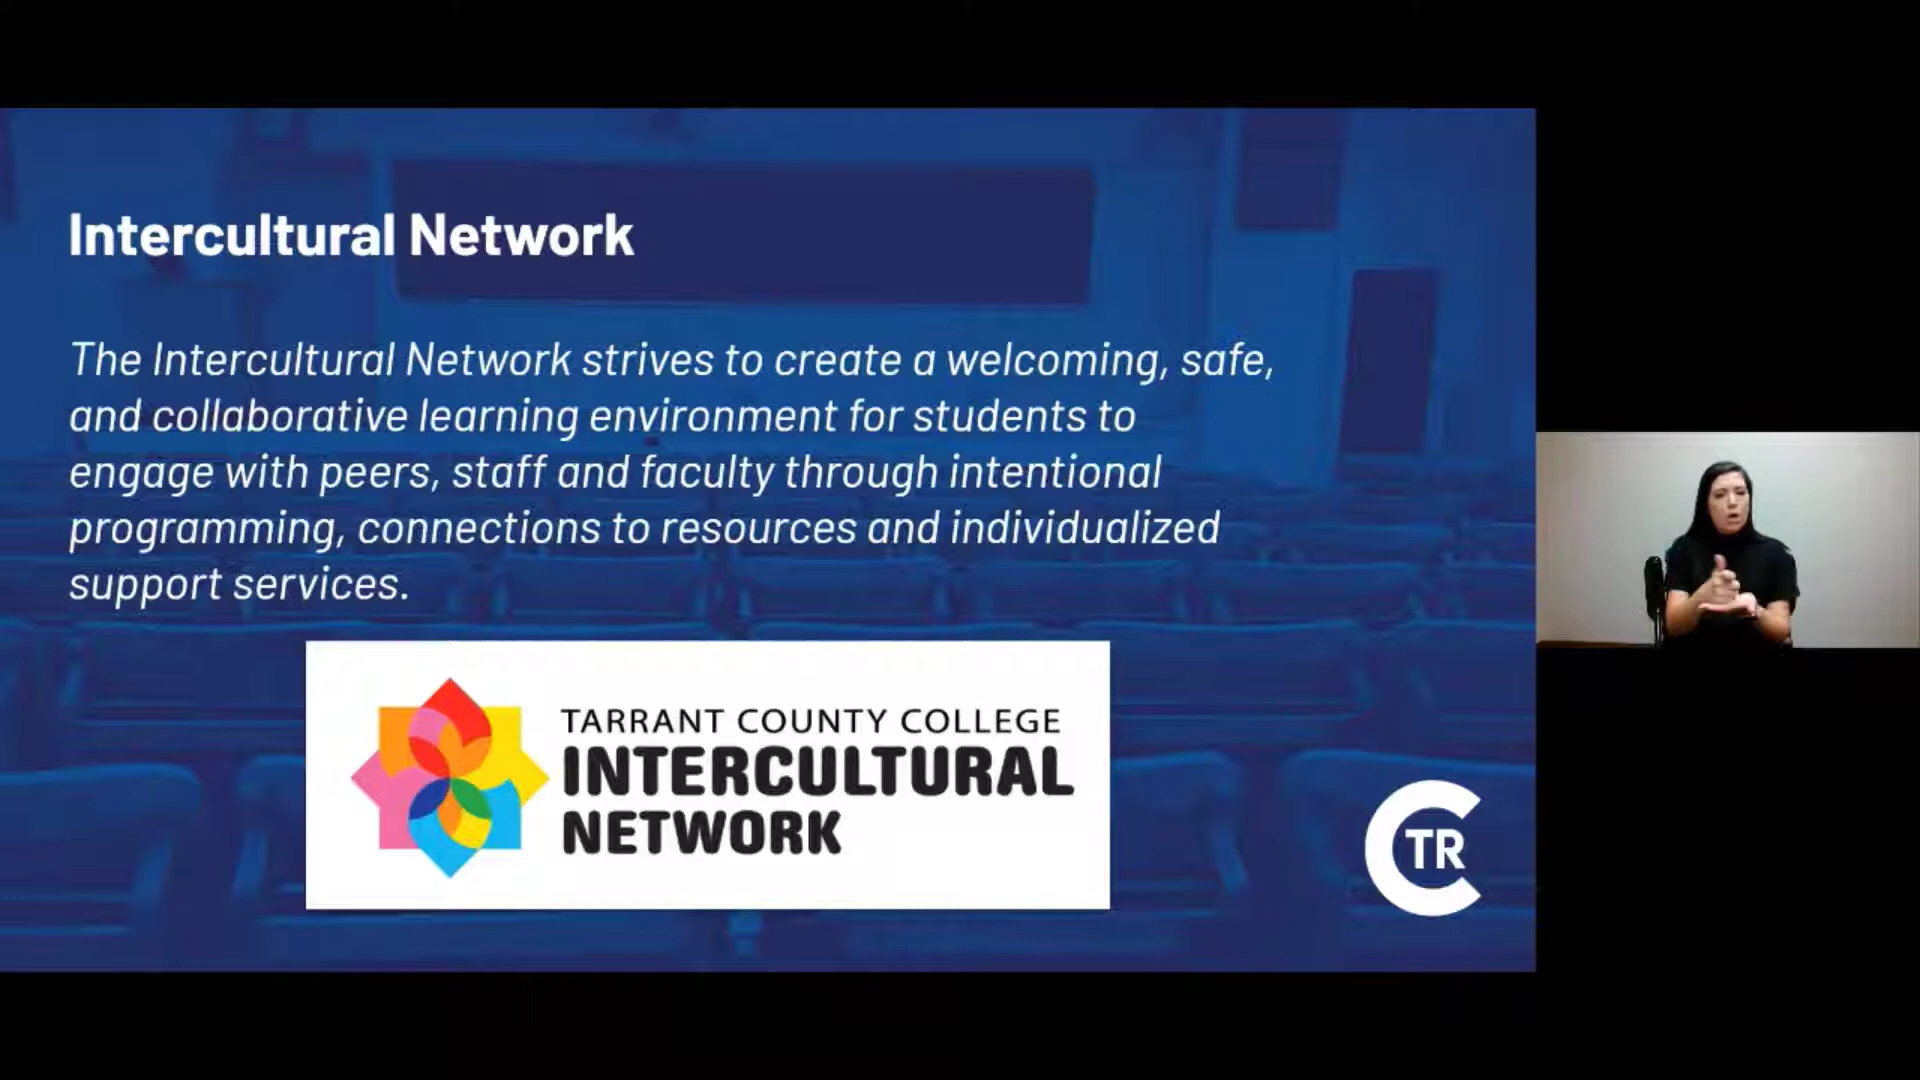 Intercultural Network
The Intercultural Network strives to create a welcoming, safe,
and collaborative learning environment for students to
engage with peers, staff and faculty through intentional
programming, connections to resources and individualized
support services.
TARRANT COUNTY COLLEGE
INTERCULTURAL
NETWORK
C
TR